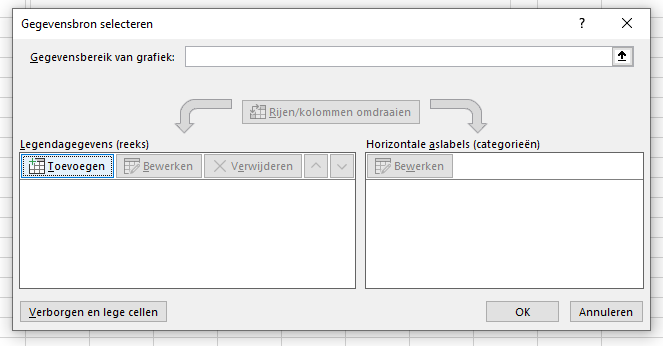 Gegevensbron selecteren
Gegevensbereik van grafiek:
Rijen/kolommen omdraaien
Legendagegevens (reeks)
Toevoegen Bewerken Verwijderen
Horizontale aslabels (categorieën)
Bewerken
Verborgen en lege cellen
OK Annuleren